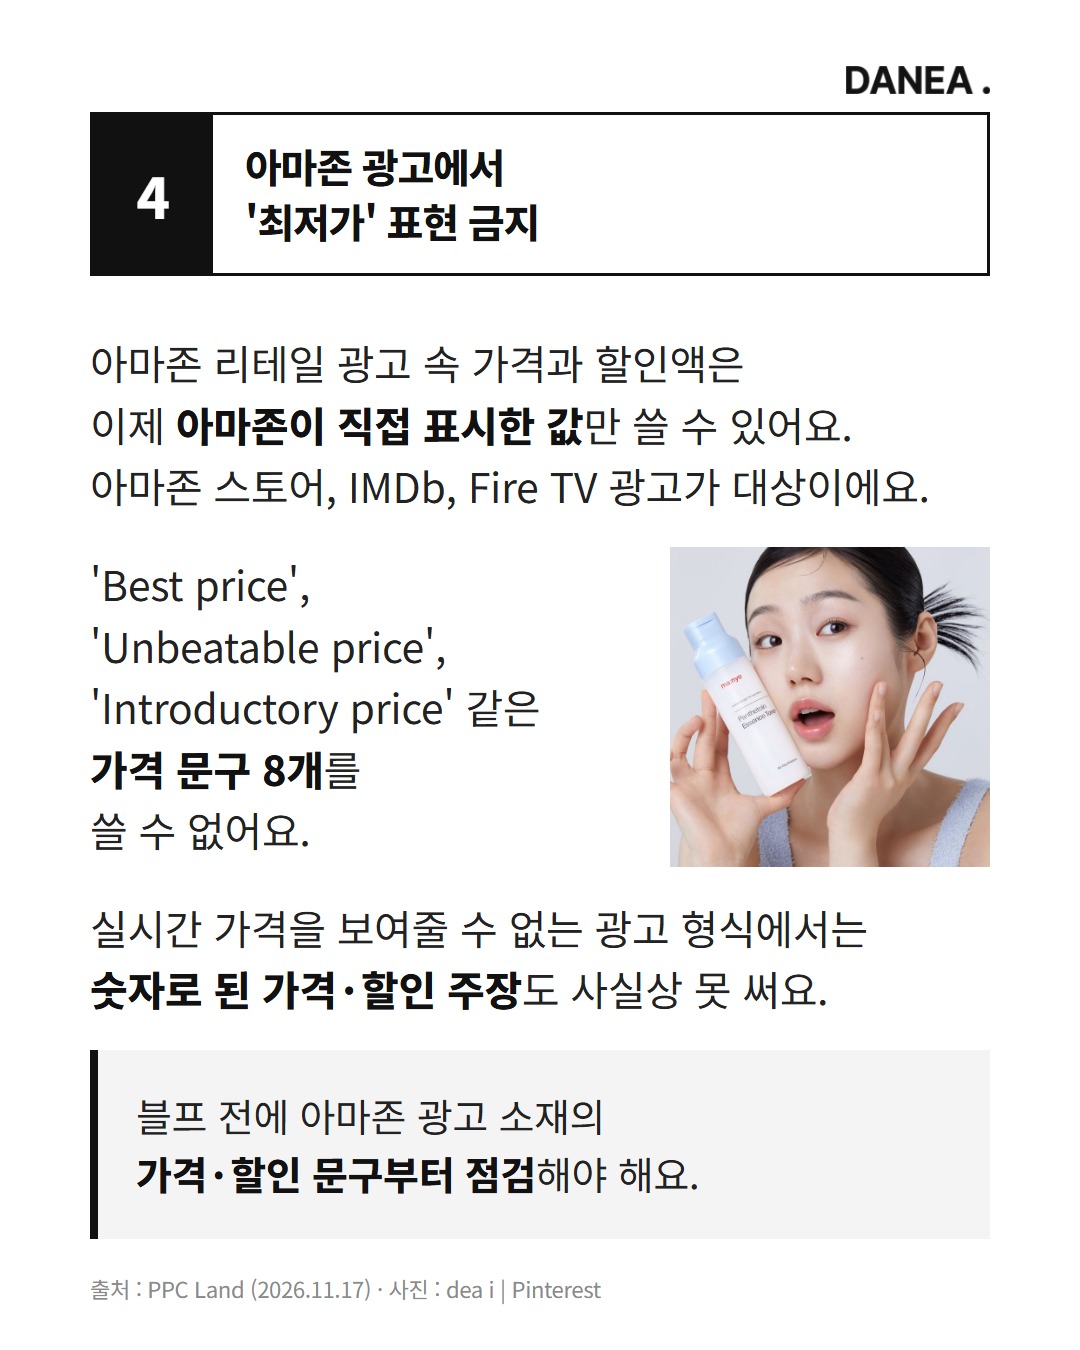 DANEA .
4
아마존 광고에서
'최저가' 표현 금지
아마존 리테일 광고 속 가격과 할인액은
이제 아마존이 직접 표시한 값만 쓸 수 있어요.
아마존 스토어, IMDb, Fire TV 광고가 대상이에요.
'Best price',
'Unbeatable price',
'Introductory price' 같은
가격 문구 8개를
쓸 수 없어요.
ma:nyo
Panthetoin
Essence Toner
실시간 가격을 보여줄 수 없는 광고 형식에서는
숫자로 된 가격·할인 주장도 사실상 못 써요.
블프 전에 아마존 광고 소재의
가격·할인 문구부터 점검해야 해요.
출처 : PPC Land (2026.11.17) · 사진 : dea i | Pinterest